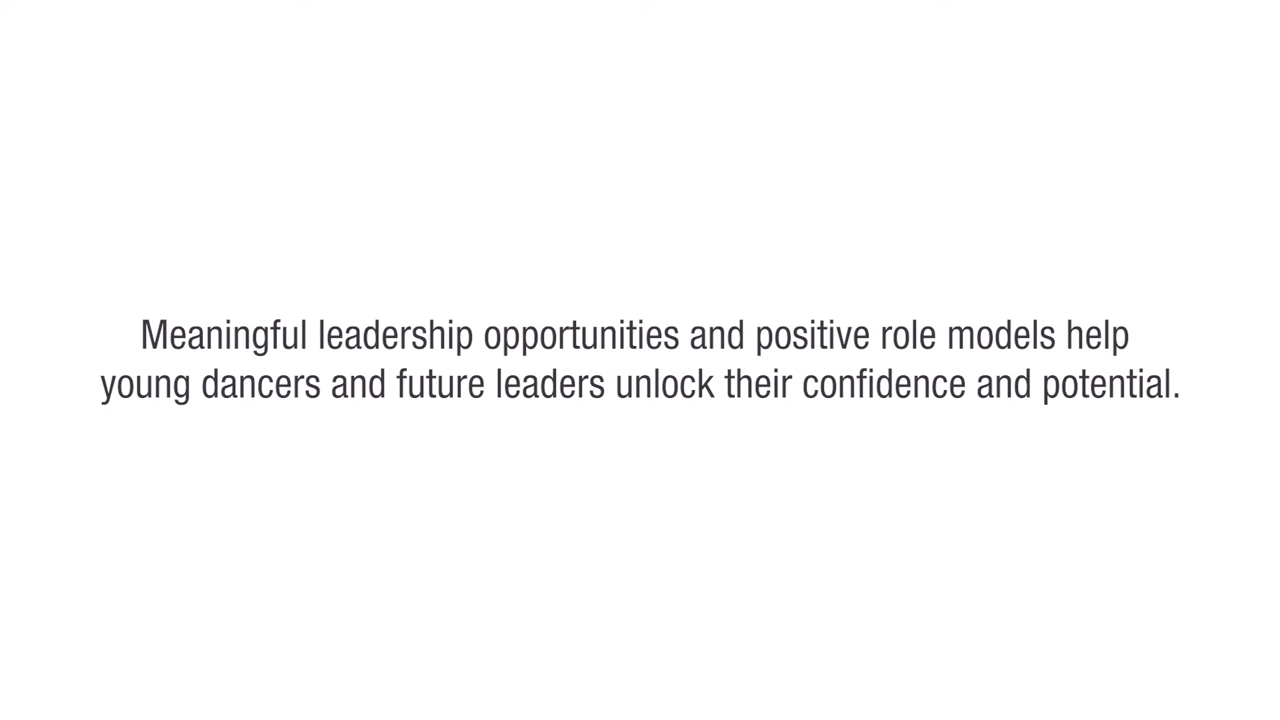 Meaningful leadership opportunities and positive role models help
young dancers and future leaders unlock their confidence and potential.